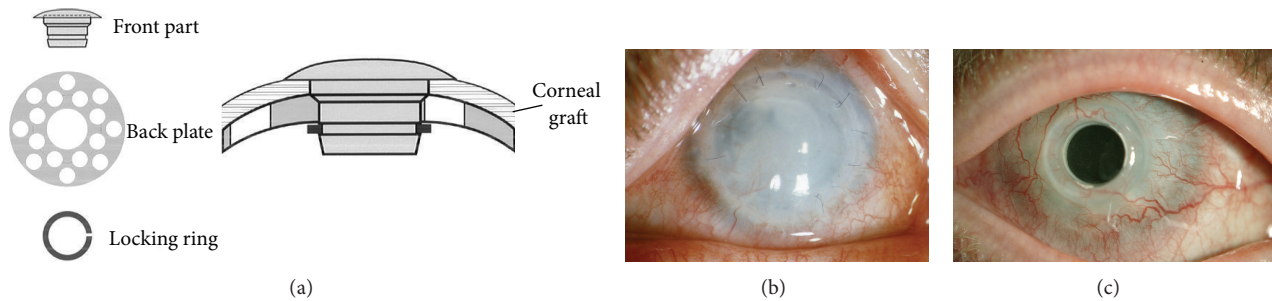 Front part
Back plate
Locking ring
Corneal
graft
(a)
(b)
(c)